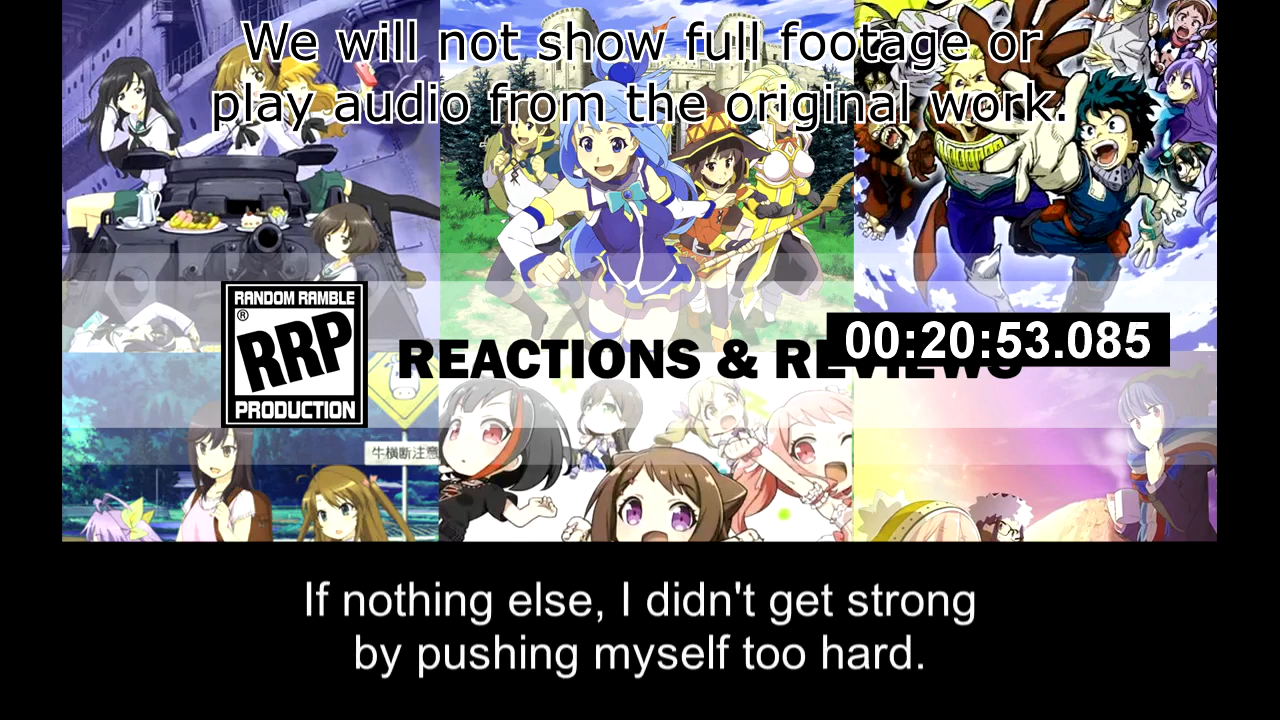 We will not show full footage or
play audio from the original work.
RANDOM RAMBLE
®
RRP
PRODUCTION
REACTIONS & REVIEWS
00:20:53.085
牛横断注意
If nothing else, I didn't get strong
by pushing myself too hard.